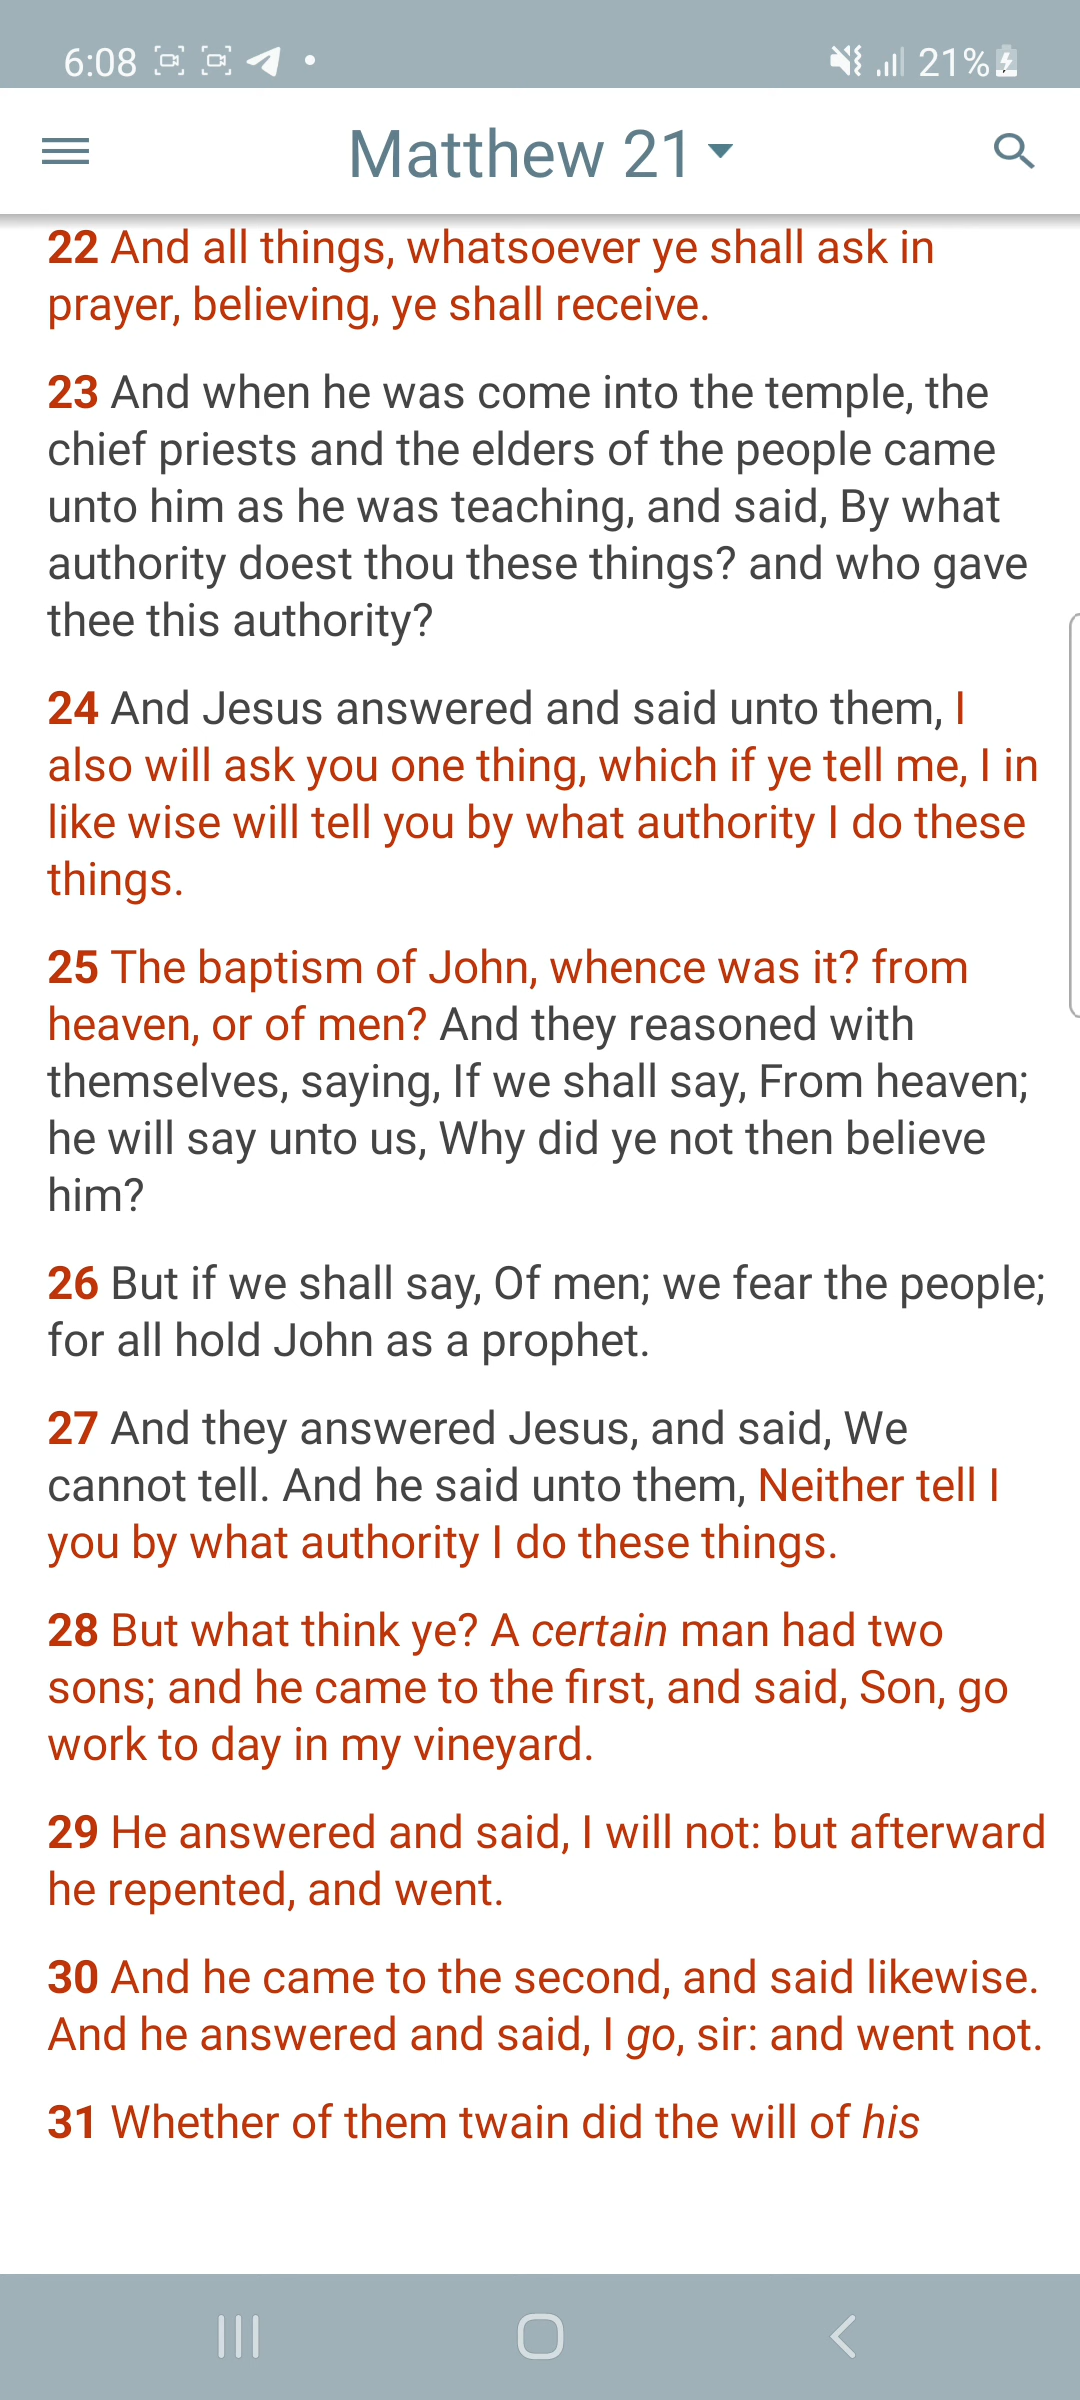 6:08
21%
Matthew 21
22 And all things, whatsoever ye shall ask in
prayer, believing, ye shall receive.
23 And when he was come into the temple, the
chief priests and the elders of the people came
unto him as he was teaching, and said, By what
authority doest thou these things? and who gave
thee this authority?
24 And Jesus answered and said unto them, I
also will ask you one thing, which if ye tell me, I in
like wise will tell you by what authority I do these
things.
25 The baptism of John, whence was it? from
heaven, or of men? And they reasoned with
themselves, saying, If we shall say, From heaven;
he will say unto us, Why did ye not then believe
him?
26 But if we shall say, Of men; we fear the people;
for all hold John as a prophet.
27 And they answered Jesus, and said, We
cannot tell. And he said unto them, Neither tell I
you by what authority I do these things.
28 But what think ye? A certain man had two
sons; and he came to the first, and said, Son, go
work to day in my vineyard.
29 He answered and said, I will not: but afterward
he repented, and went.
30 And he came to the second, and said likewise.
And he answered and said, I go, sir: and went not.
31 Whether of them twain did the will of his